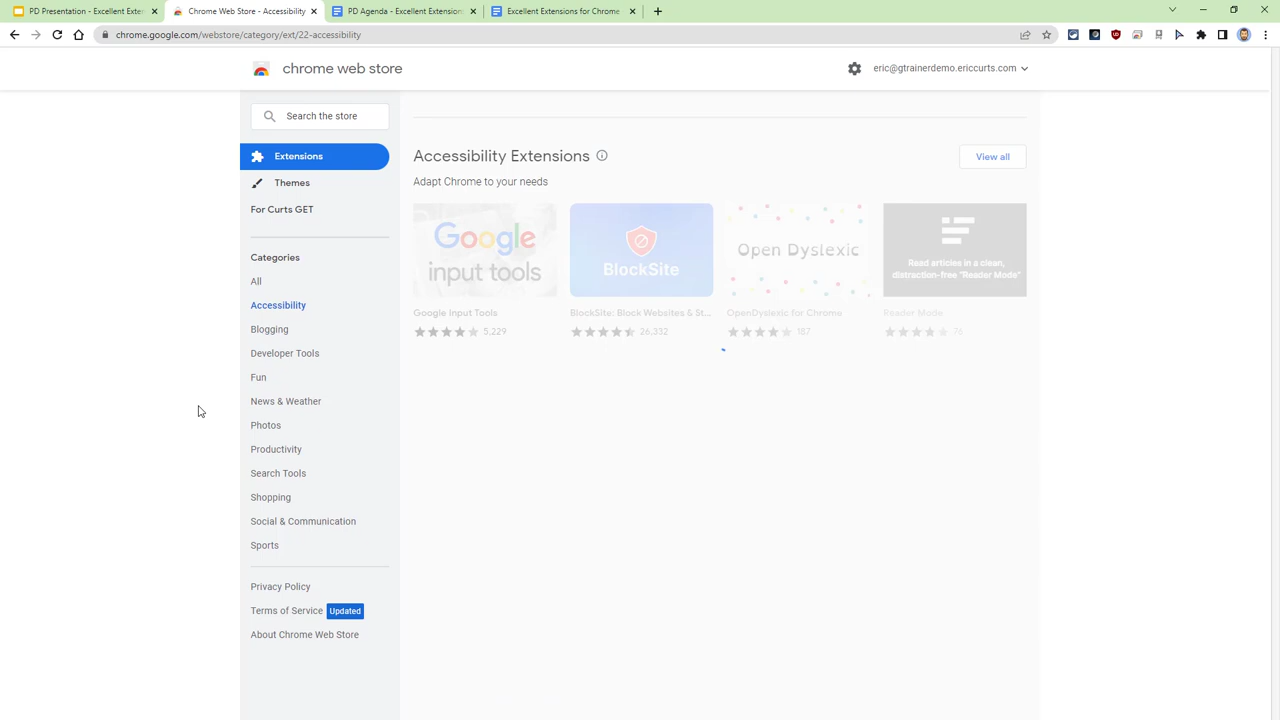 PD Presentation - Excellent Exte
Chrome Web Store - Accessibility
PD Agenda - Excellent Extensions
Excellent Extensions for Chrome
chrome.google.com/webstore/category/ext/22-accessibility
chrome web store
eric@gtrainerdemo.ericcurts.com
Search the store
Extensions
Themes
For Curts GET
Categories
All
Accessibility
Blogging
Developer Tools
Fun
News & Weather
Photos
Productivity
Search Tools
Shopping
Social & Communication
Sports
Privacy Policy
Terms of Service Updated
About Chrome Web Store
Accessibility Extensions
View all
Adapt Chrome to your needs
Google
input tools
BlockSite
Open Dyslexic
Read articles in a clean,
distraction-free "Reader Mode"
Google Input Tools
BlockSite: Block Websites & St...
OpenDyslexic for Chrome
Reader Mode
5,229
26,332
187
76